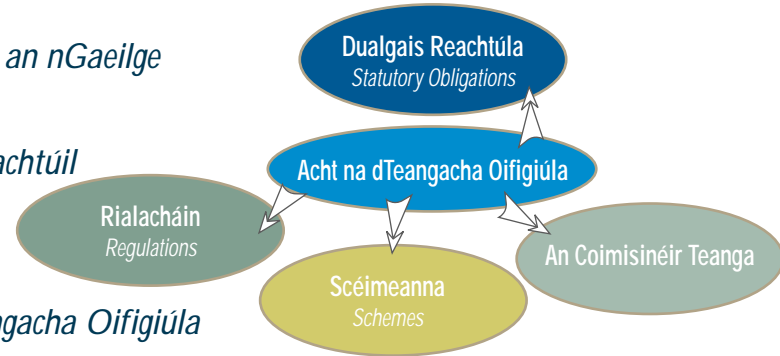 an nGaeilge
Dualgais Reachtúla
Statutory Obligations
achtúil
Acht na dTeangacha Oifigiúla
Rialacháin
Regulations
An Coimisinéir Teanga
Scéimeanna
Schemes
ngacha Oifigiúla